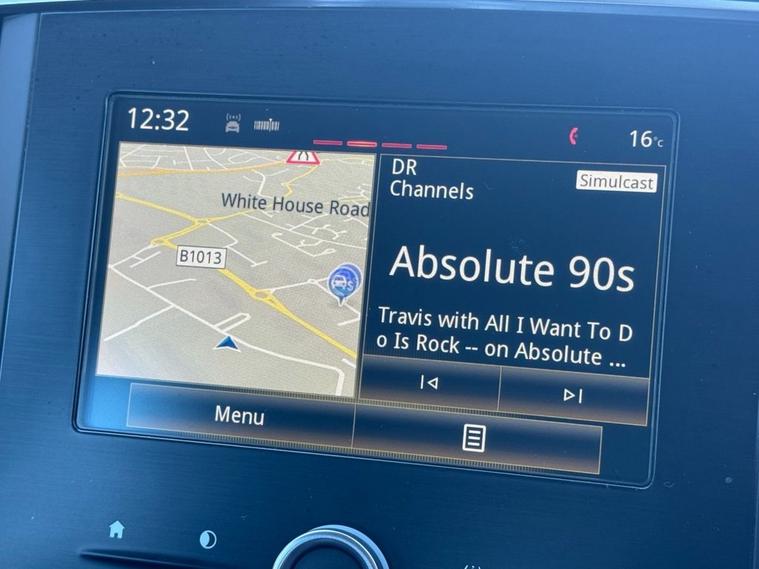 12:32
16°C
White House Road
B1013
DR
Channels
Simulcast
Absolute 90s
Travis with All I Want To D
o Is Rock -- on Absolute ...
Menu